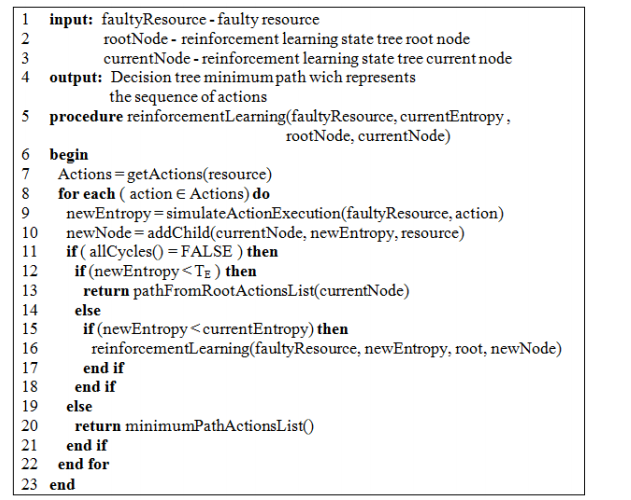 1 input: faultyResource - faulty resource
2 rootNode - reinforcement learning state tree root node
3 currentNode - reinforcement learning state tree current node
4 output: Decision tree minimum path wich represents
the sequence of actions
5 procedure reinforcementLearning(faultyResource, currentEntropy,
rootNode, currentNode)
6 begin
7 Actions = getActions(resource)
8 for each ( action ∈ Actions) do
9 newEntropy = simulateActionExecution(faultyResource, action)
10 newNode = addChild(currentNode, newEntropy, resource)
11 if ( allCycles() = FALSE ) then
12 if (newEntropy < TE ) then
13 return pathFromRootActionsList(currentNode)
14 else
15 if (newEntropy < currentEntropy) then
16 reinforcementLearning(faultyResource, newEntropy, root, newNode)
17 end if
18 end if
19 else
20 return minimumPathActionsList()
21 end if
22 end for
23 end